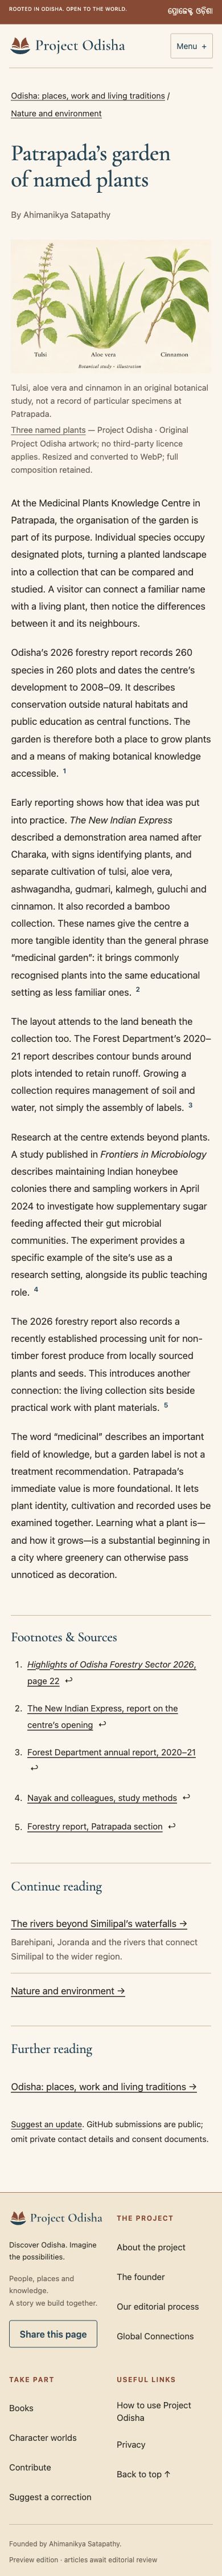 ROOTED IN ODISHA. OPEN TO THE WORLD.
ପ୍ରୋଜେକ୍ଟ ଓଡ଼ିଶା
Project Odisha
Menu +
Odisha: places, work and living traditions /
Nature and environment
Patrapada’s garden
of named plants
By Ahimanikya Satapathy
Tulsi
Aloe vera
Cinnamon
Botanical study · illustration
Tulsi, aloe vera and cinnamon in an original botanical
study, not a record of particular specimens at
Patrapada.
Three named plants — Project Odisha · Original
Project Odisha artwork; no third-party licence
applies. Resized and converted to WebP; full
composition retained.
At the Medicinal Plants Knowledge Centre in
Patrapada, the organisation of the garden is
part of its purpose. Individual species occupy
designated plots, turning a planted landscape
into a collection that can be compared and
studied. A visitor can connect a familiar name
with a living plant, then notice the differences
between it and its neighbours.
Odisha’s 2026 forestry report records 260
species in 260 plots and dates the centre’s
development to 2008–09. It describes
conservation outside natural habitats and
public education as central functions. The
garden is therefore both a place to grow plants
and a means of making botanical knowledge
accessible. 1
Early reporting shows how that idea was put
into practice. The New Indian Express
described a demonstration area named after
Charaka, with signs identifying plants, and
separate cultivation of tulsi, aloe vera,
ashwagandha, gudmari, kalmegh, guluchi and
cinnamon. It also recorded a bamboo
collection. These names give the centre a
more tangible identity than the general phrase
“medicinal garden”: it brings commonly
recognised plants into the same educational
setting as less familiar ones. 2
The layout attends to the land beneath the
collection too. The Forest Department’s 2020–
21 report describes contour bunds around
plots intended to retain runoff. Growing a
collection requires management of soil and
water, not simply the assembly of labels. 3
Research at the centre extends beyond plants.
A study published in Frontiers in Microbiology
describes maintaining Indian honeybee
colonies there and sampling workers in April
2024 to investigate how supplementary sugar
feeding affected their gut microbial
communities. The experiment provides a
specific example of the site’s use as a
research setting, alongside its public teaching
role. 4
The 2026 forestry report also records a
recently established processing unit for non-
timber forest produce from locally sourced
plants and seeds. This introduces another
connection: the living collection sits beside
practical work with plant materials. 5
The word “medicinal” describes an important
field of knowledge, but a garden label is not a
treatment recommendation. Patrapada’s
immediate value is more foundational. It lets
plant identity, cultivation and recorded uses be
examined together. Learning what a plant is—
and how it grows—is a substantial beginning in
a city where greenery can otherwise pass
unnoticed as decoration.
Footnotes & Sources
1. Highlights of Odisha Forestry Sector 2026,
page 22 ↩
2. The New Indian Express, report on the
centre’s opening ↩
3. Forest Department annual report, 2020–21
↩
4. Nayak and colleagues, study methods ↩
5. Forestry report, Patrapada section ↩
Continue reading
The rivers beyond Similipal’s waterfalls →
Barehipani, Joranda and the rivers that connect
Similipal to the wider region.
Nature and environment →
Further reading
Odisha: places, work and living traditions →
Suggest an update. GitHub submissions are public;
omit private contact details and consent documents.
Project Odisha
Discover Odisha. Imagine
the possibilities.
People, places and
knowledge.
A story we build together.
Share this page
THE PROJECT
About the project
The founder
Our editorial process
Global Connections
TAKE PART
Books
Character worlds
Contribute
Suggest a correction
USEFUL LINKS
How to use Project
Odisha
Privacy
Back to top ↑
Founded by Ahimanikya Satapathy.
Preview edition · articles await editorial review